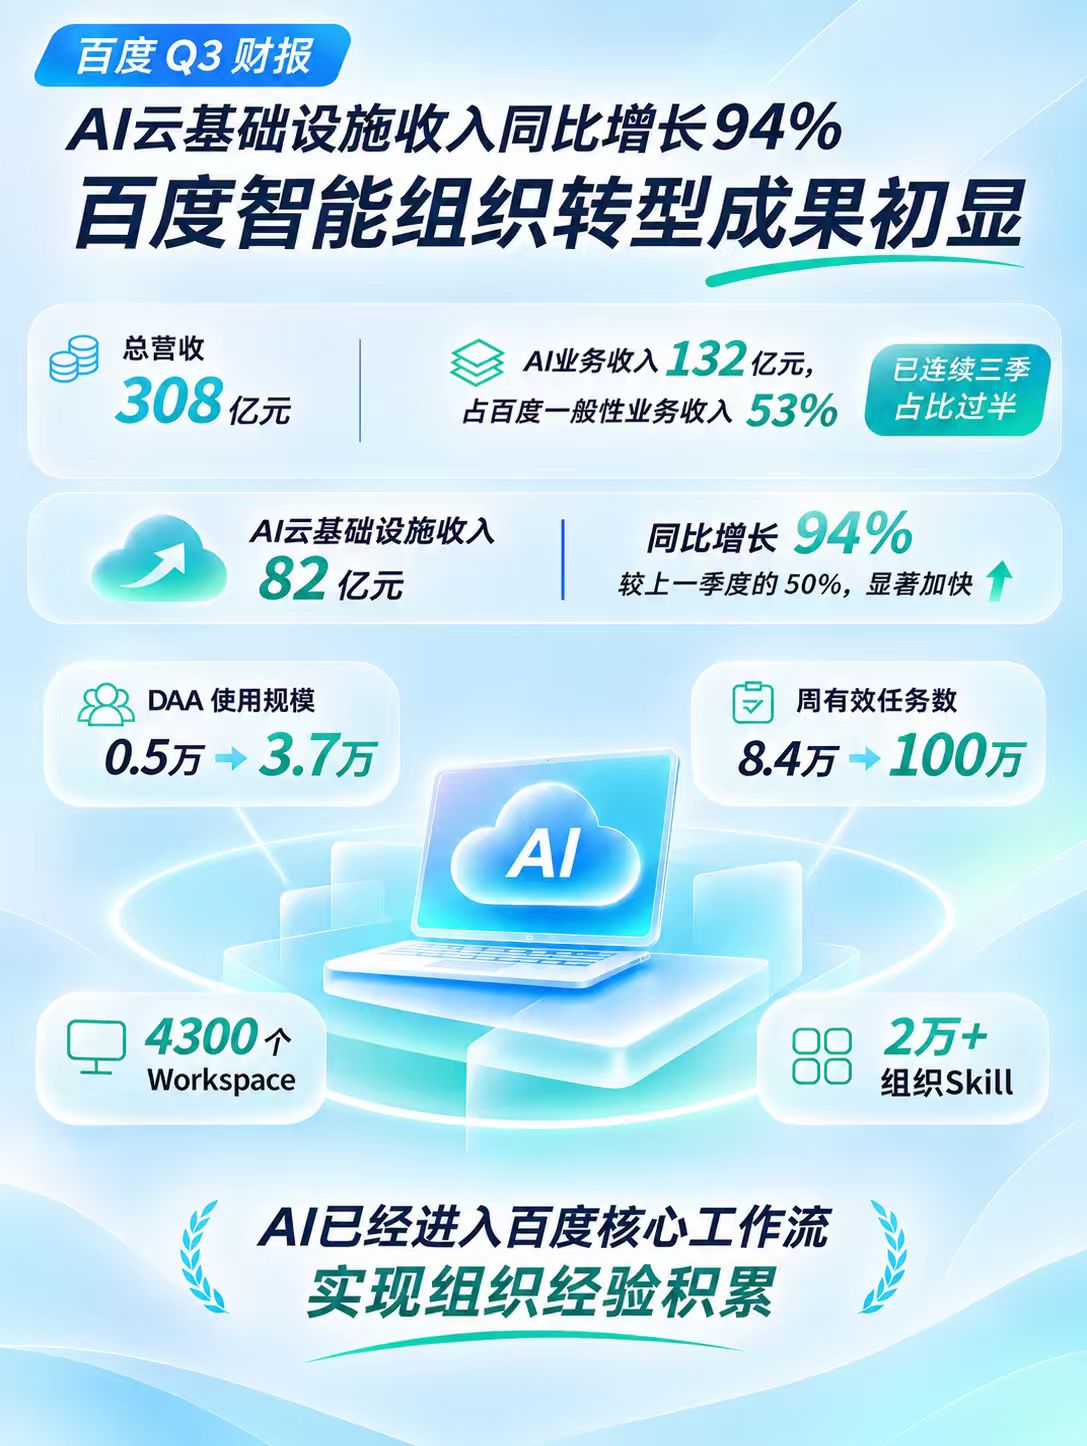 百度 Q3 财报
AI云基础设施收入同比增长94%
百度智能组织转型成果初显
总营收
308亿元
AI业务收入132亿元,
占百度一般性业务收入 53%
已连续三季
占比过半
AI云基础设施收入
82亿元
同比增长 94%
较上一季度的 50%，显著加快
DAA 使用规模
0.5万 3.7万
周有效任务数
8.4万 100万
AI
4300个
Workspace
2万+
组织Skill
AI已经进入百度核心工作流
实现组织经验积累